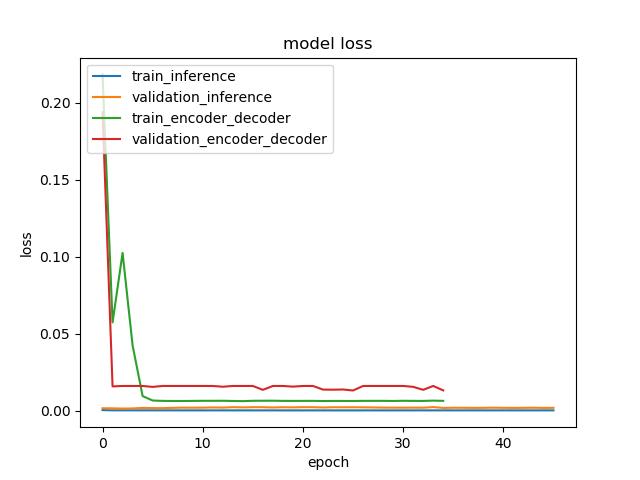 model loss
train_inference
validation_inference
train_encoder_decoder
validation_encoder_decoder
loss
0.20
0.15
0.10
0.05
0.00
0 10 20 30 40
epoch